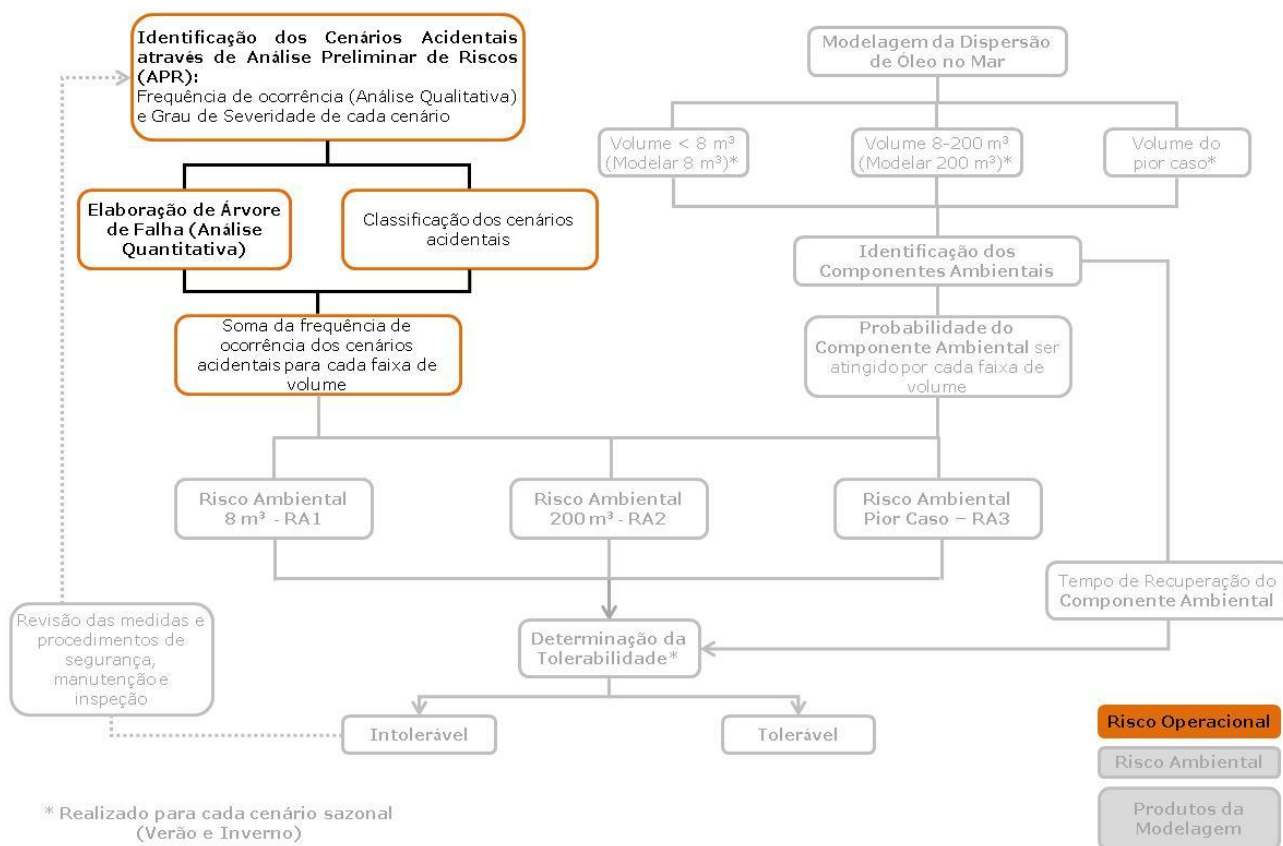 Identificação dos Cenários Acidentais
através de Análise Preliminar de Riscos
(APR):
Frequência de ocorrência (Análise Qualitativa)
e Grau de Severidade de cada cenário
Modelagem da Dispersão
de Óleo no Mar
Volume < 8 m³
(Modelar 8 m³)*
Volume 8-200 m³
(Modelar 200 m³)*
Volume do
pior caso*
Elaboração de Árvore
de Falha (Análise
Quantitativa)
Classificação dos cenários
acidentais
Identificação dos
Componentes Ambientais
Soma da frequência de
ocorrência dos cenários
acidentais para cada faixa de
volume
Probabilidade do
Componente Ambiental ser
atingido por cada faixa de
volume
Risco Ambiental
8 m³ - RA1
Risco Ambiental
200 m³ - RA2
Risco Ambiental
Pior Caso – RA3
Tempo de Recuperação do
Componente Ambiental
Revisão das medidas e
procedimentos de
segurança,
manutenção e
inspeção
Determinação da
Tolerabilidade*
Intolerável
Tolerável
Risco Operacional
Risco Ambiental
Produtos da
Modelagem
* Realizado para cada cenário sazonal
(Verão e Inverno)